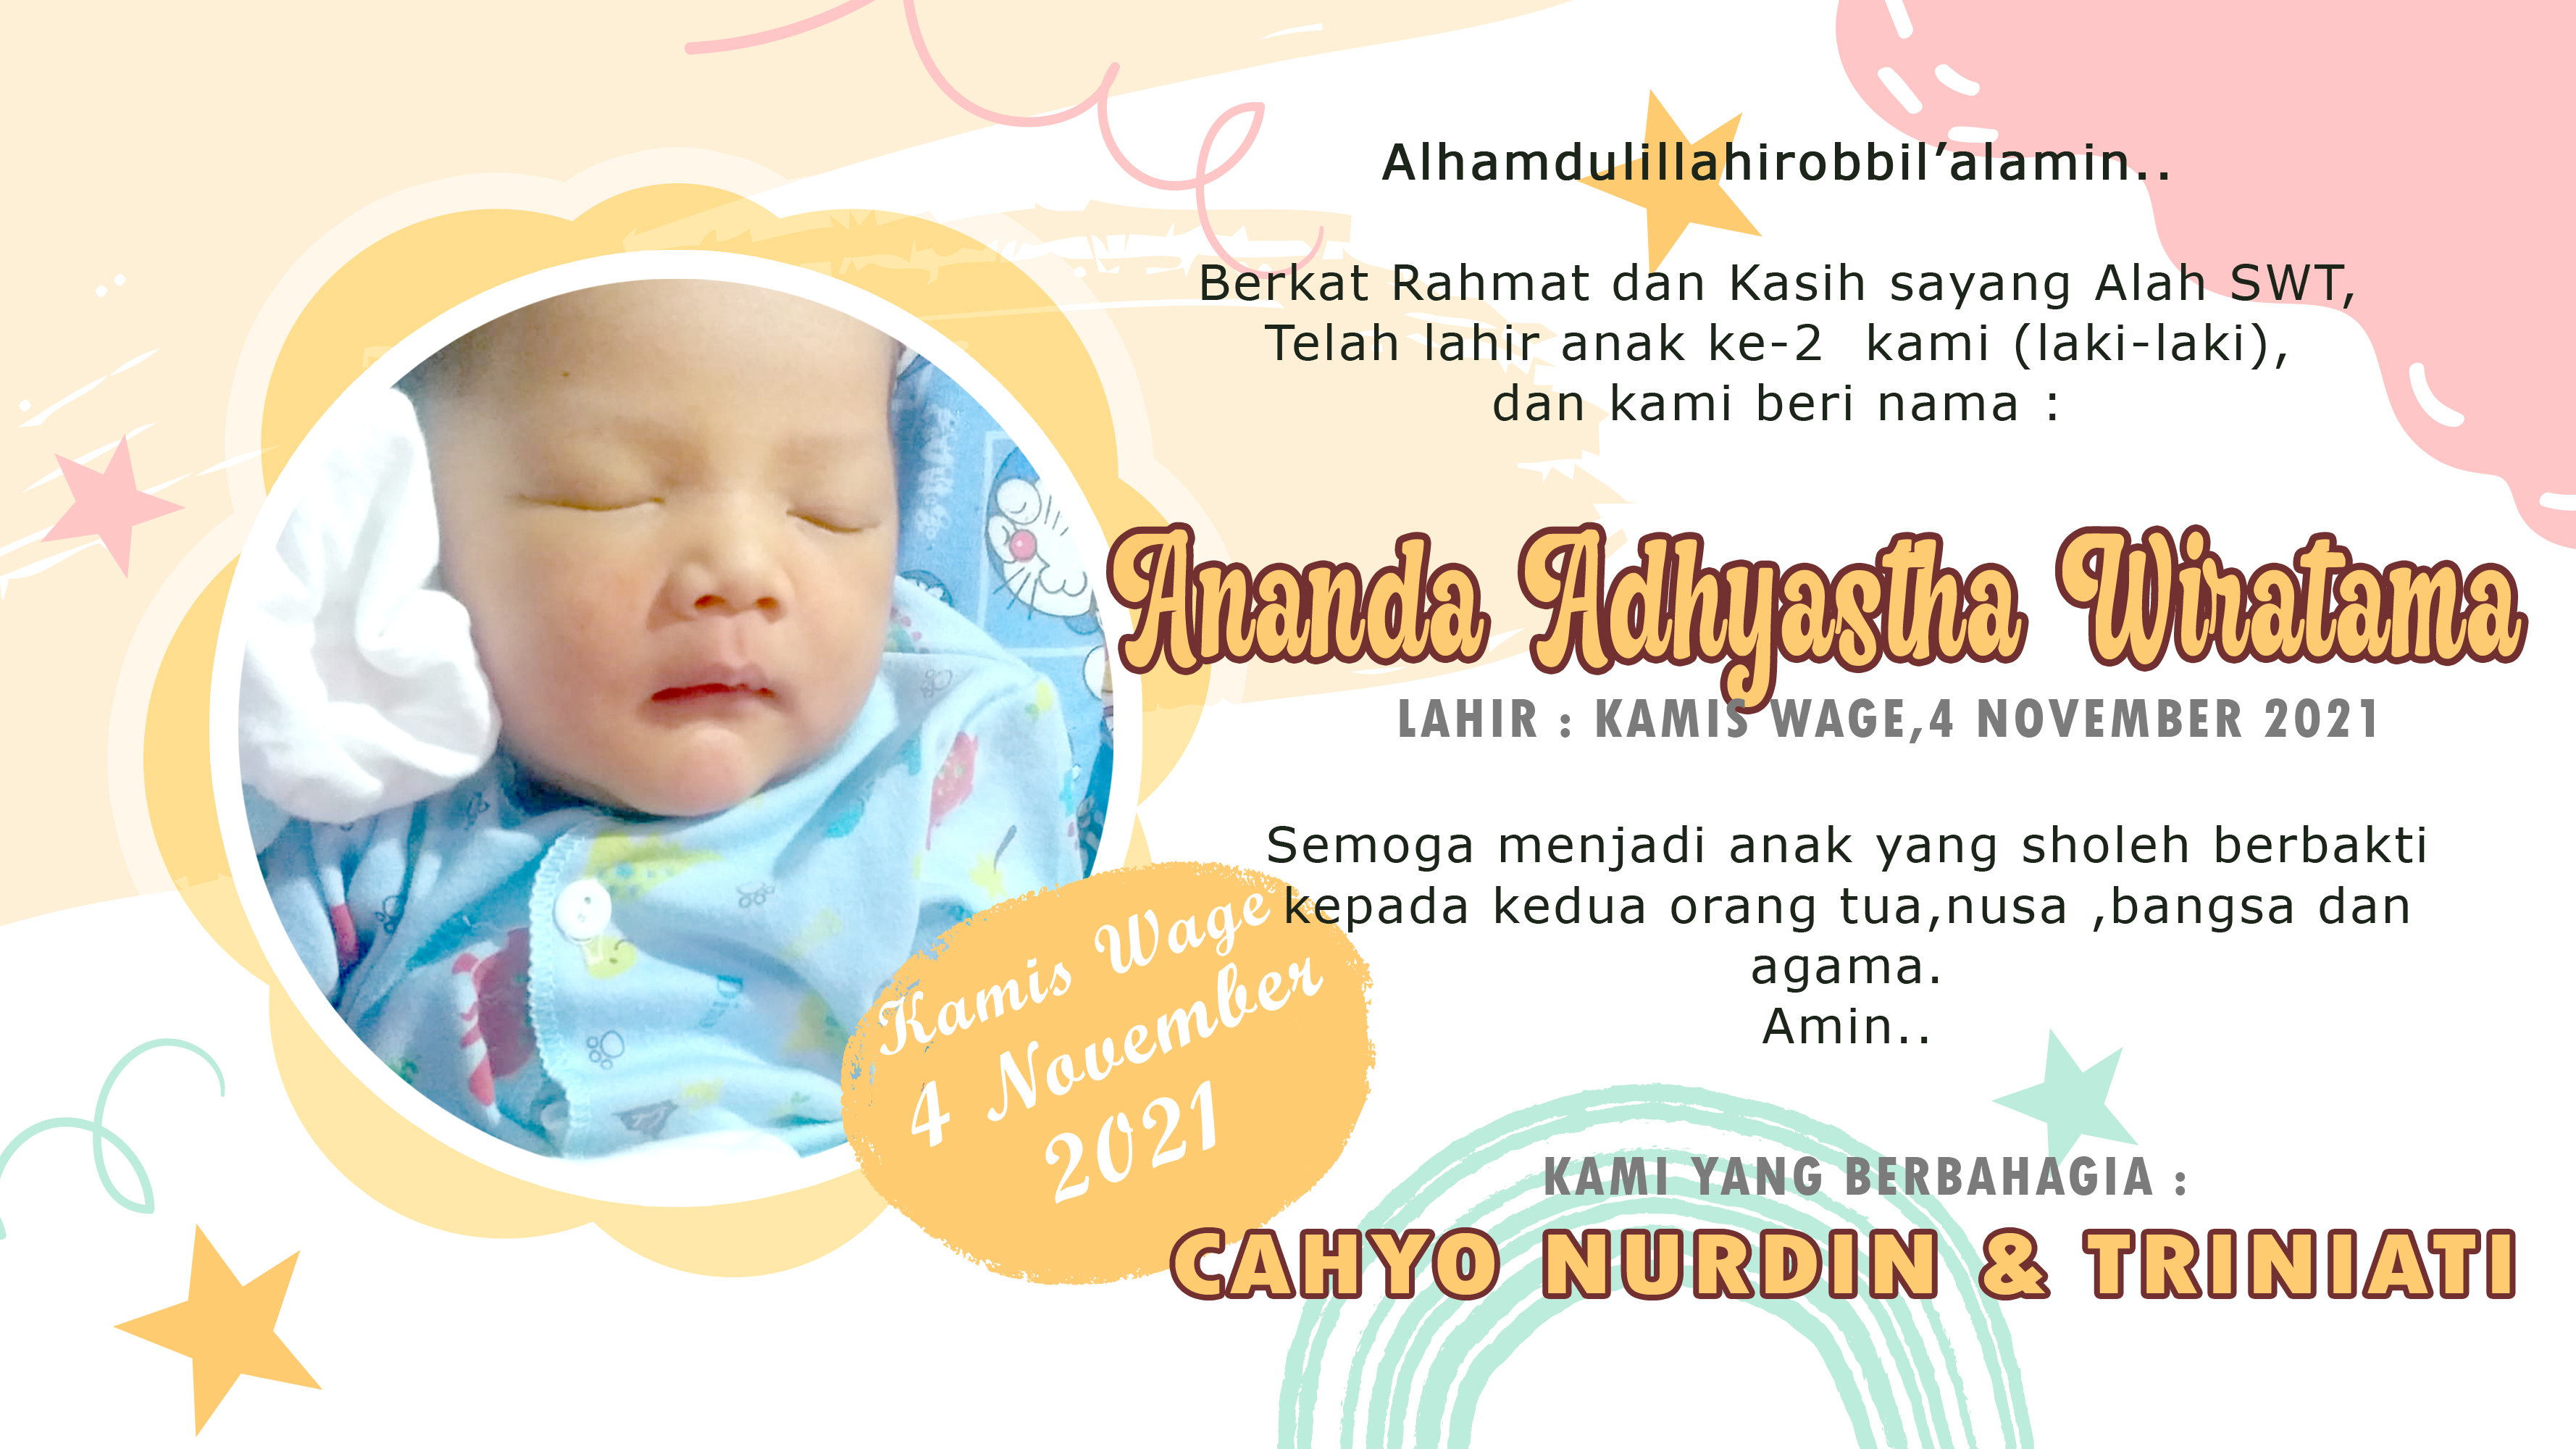 Alhamdulillahirobbil’alamin..
Berkat Rahmat dan Kasih sayang Alah SWT,
Telah lahir anak ke-2 kami (laki-laki),
dan kami beri nama :
Ananda Adhyastha Wiratama
LAHIR : KAMIS WAGE,4 NOVEMBER 2021
Semoga menjadi anak yang sholeh berbakti
kepada kedua orang tua,nusa ,bangsa dan
agama.
Amin..
Kamis Wage
4 November
2021
KAMI YANG BERBAHAGIA :
CAHYO NURDIN & TRINIATI